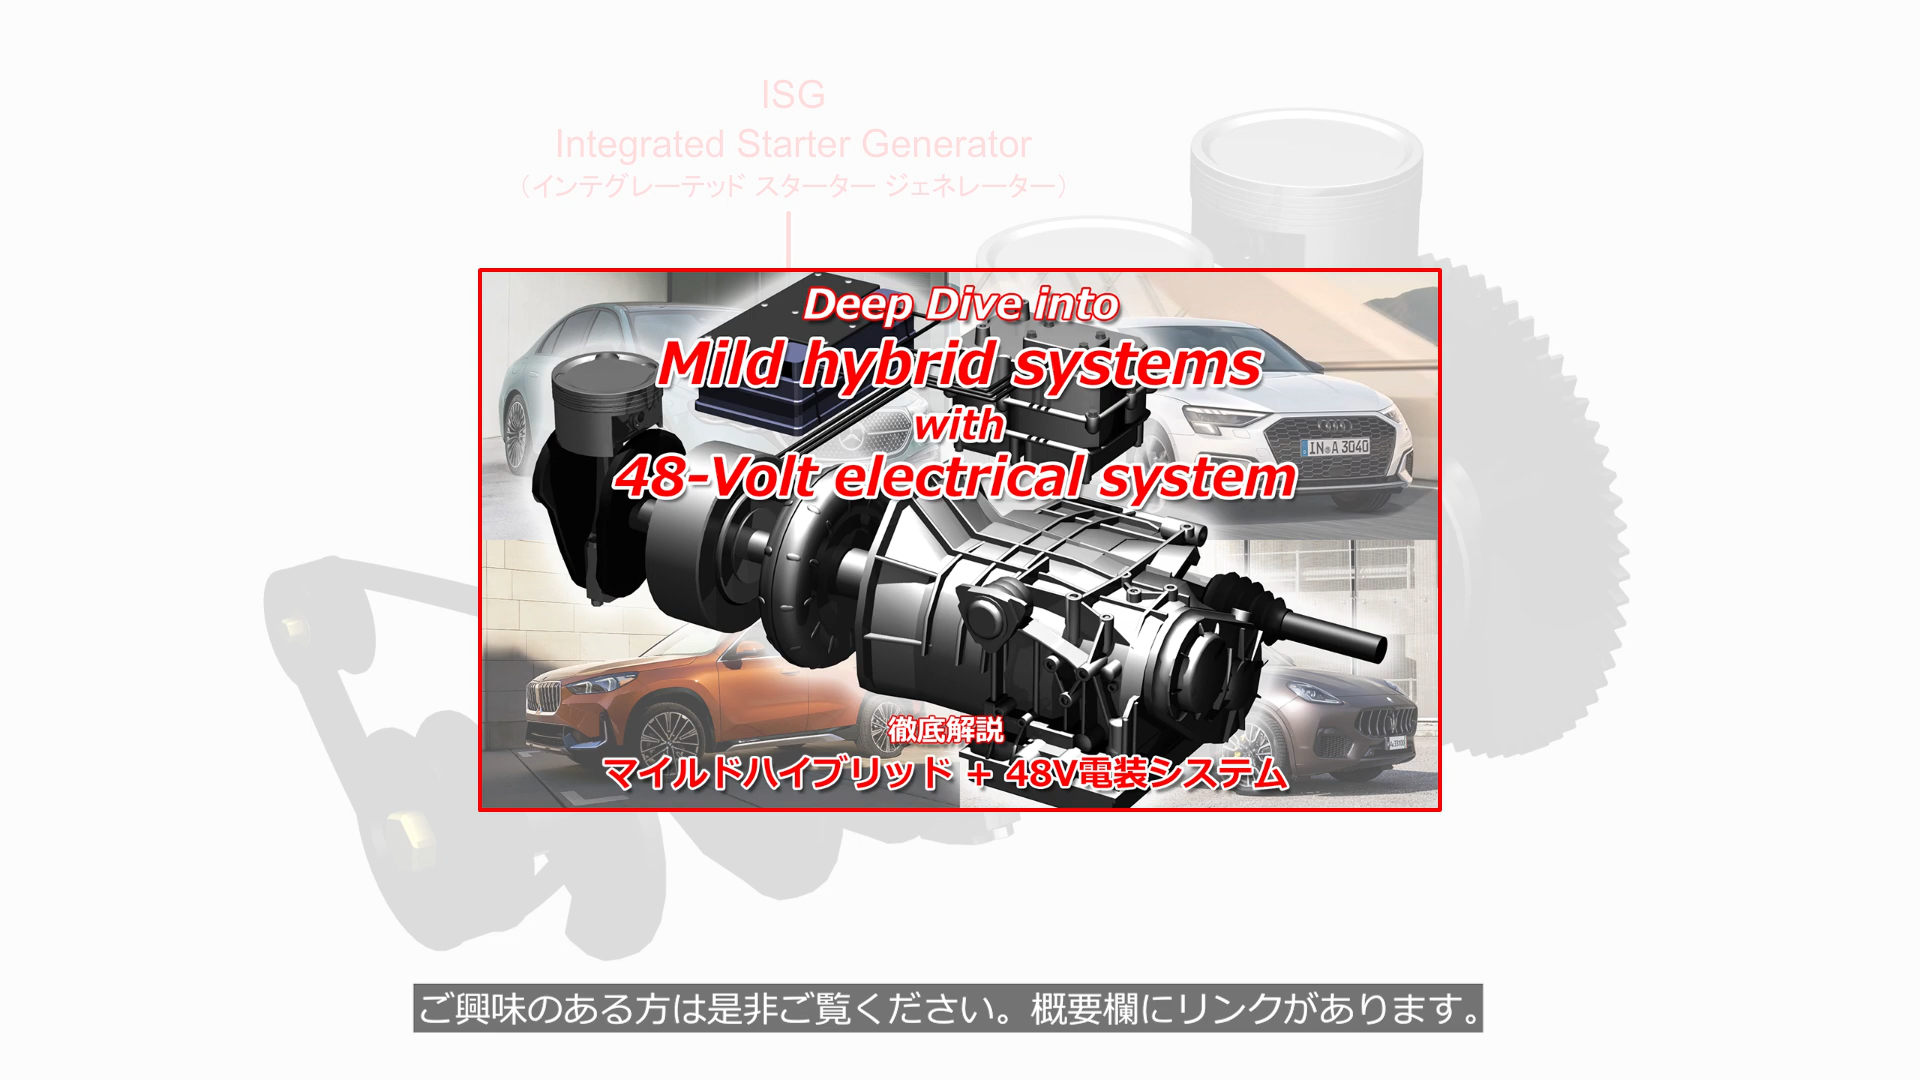 ISG
Integrated Starter Generator
（インテグレーテッド スターター ジェネレーター）
Deep Dive into
Mild hybrid systems
with
48-Volt electrical system
IN A 3040
徹底解説
マイルドハイブリッド + 48V電装システム
ご興味のある方は是非ご覧ください。概要欄にリンクがあります。